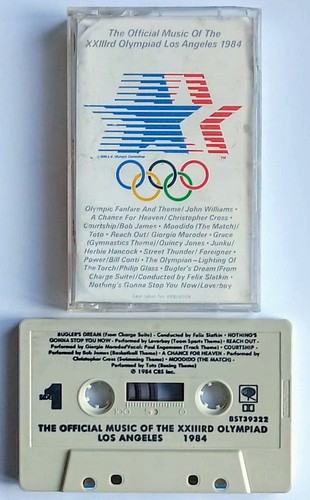 The Official Music Of The
XXIIIrd Olympiad Los Angeles 1984
TM
Olympic Fanfare And Theme/John Williams •
A Chance For Heaven/Christopher Cross •
Courtship/Bob James • Moodido (The Match)/
Toto • Reach Out/Giorgio Moroder • Grace
(Gymnastics Theme)/Quincy Jones • Junku/
Herbie Hancock • Street Thunder/Foreigner •
Power/Bill Conti • The Olympian—Lighting Of
The Torch/Philip Glass • Bugler's Dream(From
Charge Suite)/Conducted by Felix Slatkin •
Nothing's Gonna Stop You Now/Loverboy
BUGLER'S DREAM (From Charge Suite) - Conducted by Felix Slatkin • NOTHING'S
GONNA STOP YOU NOW - Performed by Loverboy (Team Sports Theme) - REACH OUT -
Performed by Giorgio Moroder/Vocal: Paul Engemann (Track Theme) • COURTSHIP -
Performed by Bob James (Basketball Theme) • A CHANCE FOR HEAVEN - Performed by
Christopher Cross (Swimming Theme) • MOODIDO (THE MATCH) -
Performed by Toto (Boxing Theme)
© 1984 CBS Inc.
1
100 50 0
BST39322
THE OFFICIAL MUSIC OF THE XXIIIRD OLYMPIAD
LOS ANGELES 1984